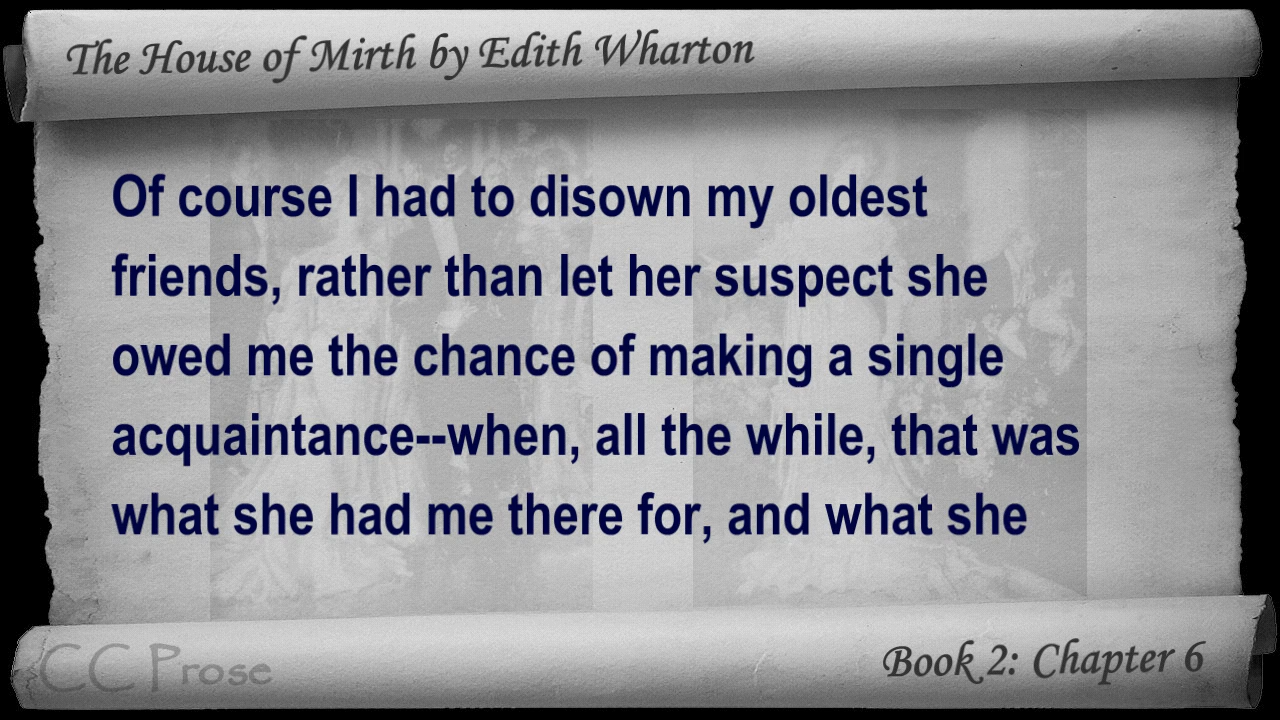 The House of Mirth by Edith Wharton
Of course I had to disown my oldest
friends, rather than let her suspect she
owed me the chance of making a single
acquaintance--when, all the while, that was
what she had me there for, and what she
CC Prose
Book 2: Chapter 6